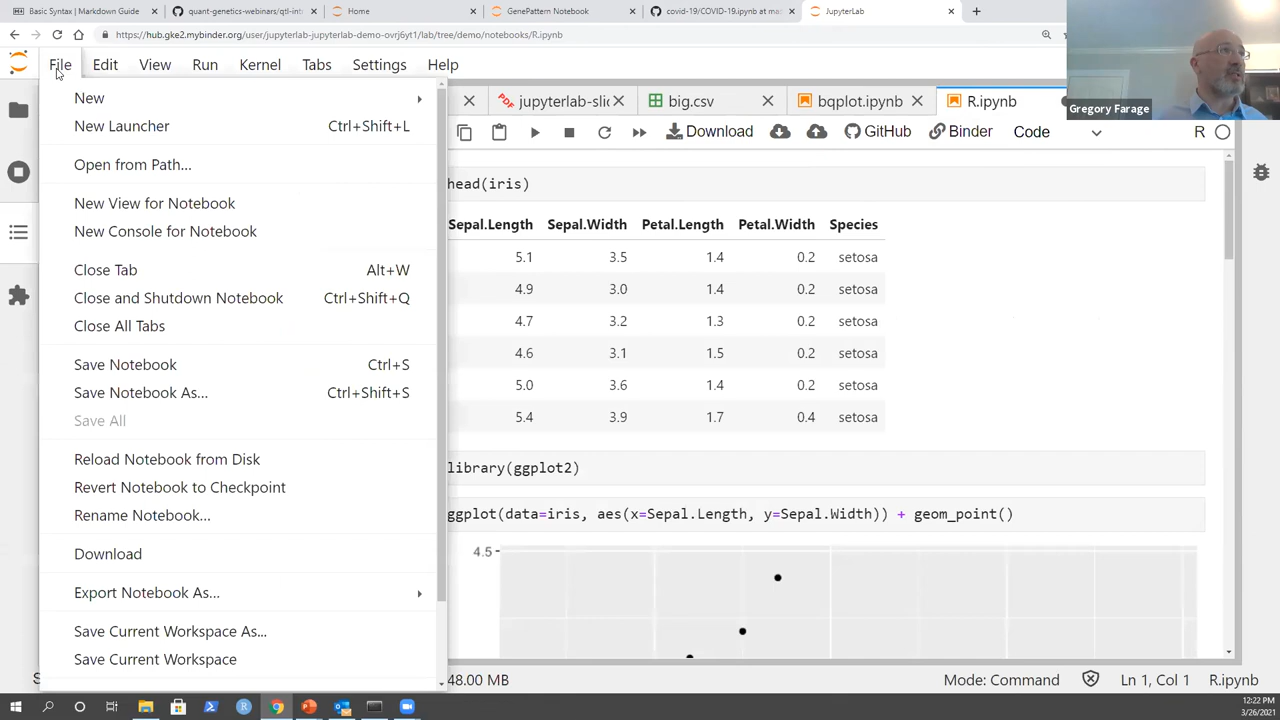 Basic Syntax | Markdown Guide
quant-genetics-webinars/qtl-int
Home
GenePattern Notebook
covid-19/COVID-19.ipynb at mas
JupyterLab
https://hub.gke2.mybinder.org/user/jupyterlab-jupyterlab-demo-ovrj6yt1/lab/tree/demo/notebooks/R.ipynb
Gregory Farage
File Edit View Run Kernel Tabs Settings Help
New
New Launcher Ctrl+Shift+L
Open from Path...
New View for Notebook
New Console for Notebook
Close Tab Alt+W
Close and Shutdown Notebook Ctrl+Shift+Q
Close All Tabs
Save Notebook Ctrl+S
Save Notebook As... Ctrl+Shift+S
Save All
Reload Notebook from Disk
Revert Notebook to Checkpoint
Rename Notebook...
Download
Export Notebook As...
Save Current Workspace As...
Save Current Workspace
jupyterlab-slic
big.csv
bqplot.ipynb
R.ipynb
Download GitHub Binder Code R
head(iris)
Sepal.Length Sepal.Width Petal.Length Petal.Width Species
5.1 3.5 1.4 0.2 setosa
4.9 3.0 1.4 0.2 setosa
4.7 3.2 1.3 0.2 setosa
4.6 3.1 1.5 0.2 setosa
5.0 3.6 1.4 0.2 setosa
5.4 3.9 1.7 0.4 setosa
library(ggplot2)
ggplot(data=iris, aes(x=Sepal.Length, y=Sepal.Width)) + geom_point()
4.5
48.00 MB Mode: Command Ln 1, Col 1 R.ipynb
12:22 PM
3/26/2021